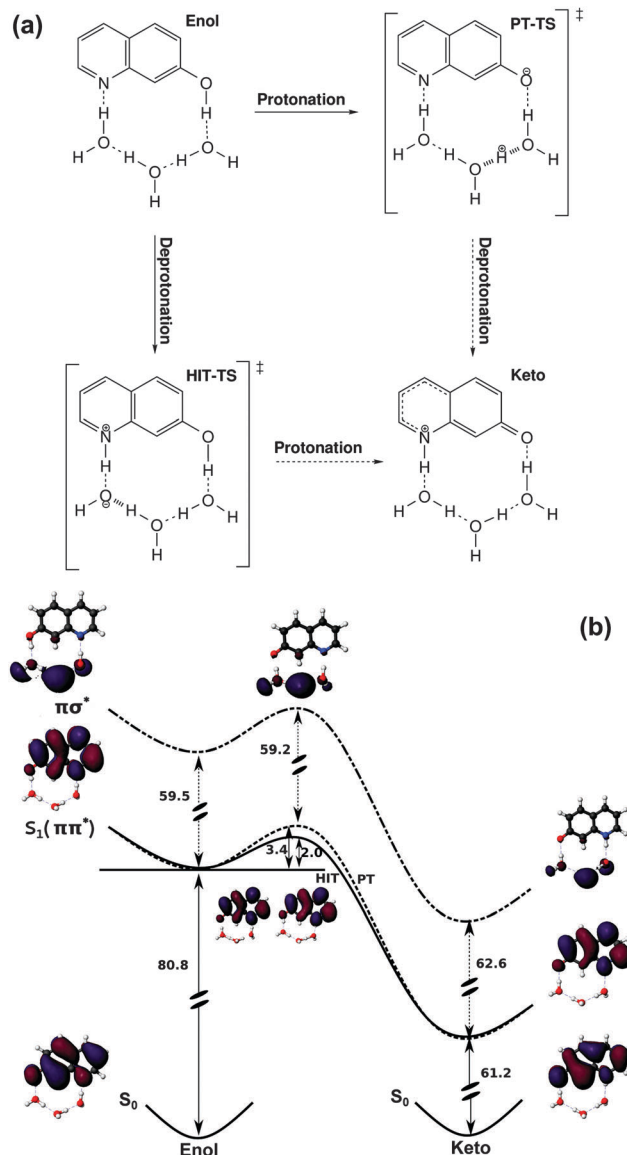 (a)
Enol
PT-TS
‡
N
O
N
O
⊖
H
H
H
H
Protonation
O
H
O
H
H
O
H
O
H
H
H
O
H
H
H
⊕
O
H
H
Deprotonation
Deprotonation
HIT-TS
‡
Keto
N
⊕
O
N
⊕
O
H
H
Protonation
H
H
O
⊖
H
O
H
H
O
H
O
H
H
H
O
H
H
H
O
H
H
(b)
πσ*
59.5
59.2
S₁(ππ*)
3.4
2.0
HIT
PT
80.8
62.6
61.2
S₀
S₀
Enol
Keto